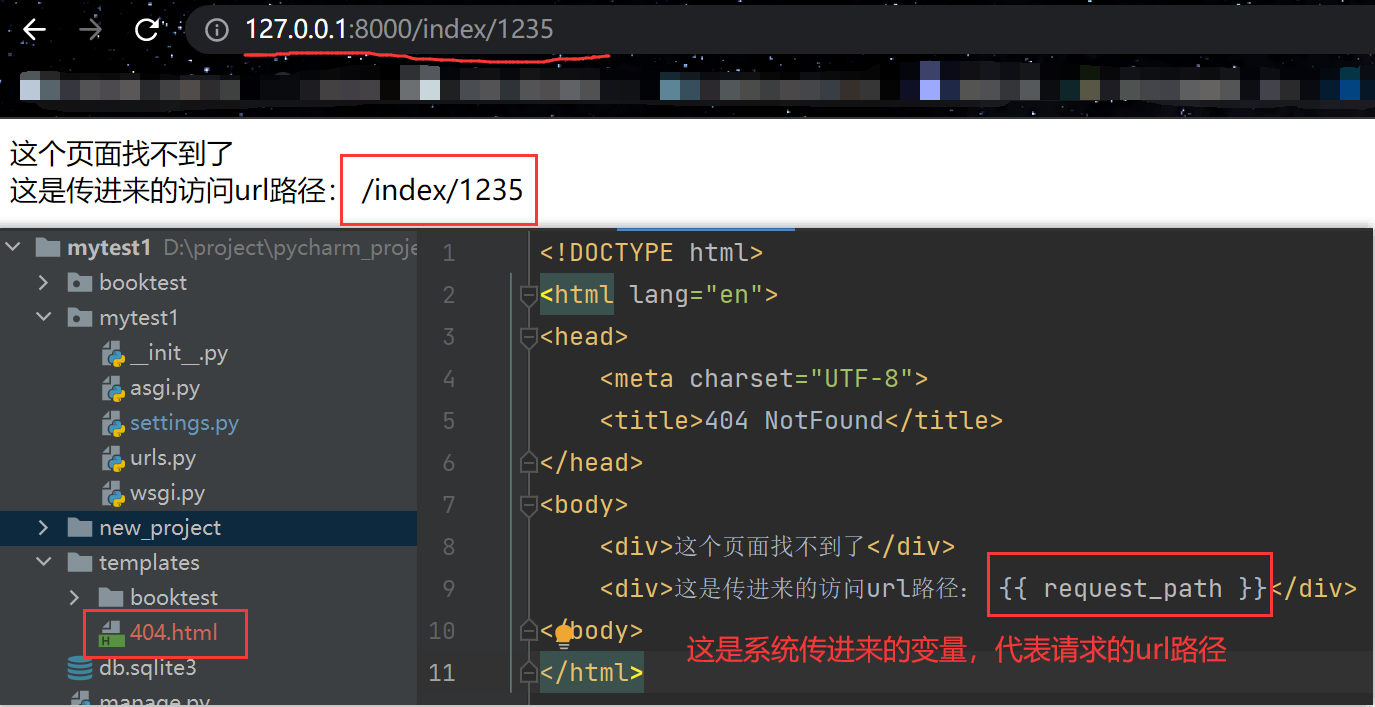 127.0.0.1:8000/index/1235
这个页面找不到了
这是传进来的访问url路径： /index/1235
mytest1 D:\project\pycharm_proje
booktest
mytest1
__init__.py
asgi.py
settings.py
urls.py
wsgi.py
new_project
templates
booktest
404.html
db.sqlite3
manage.py
1 <!DOCTYPE html>
2 <html lang="en">
3 <head>
4 <meta charset="UTF-8">
5 <title>404 NotFound</title>
6 </head>
7 <body>
8 <div>这个页面找不到了</div>
9 <div>这是传进来的访问url路径： {{ request_path }}</div>
10 </body>
这是系统传进来的变量，代表请求的url路径
11 </html>